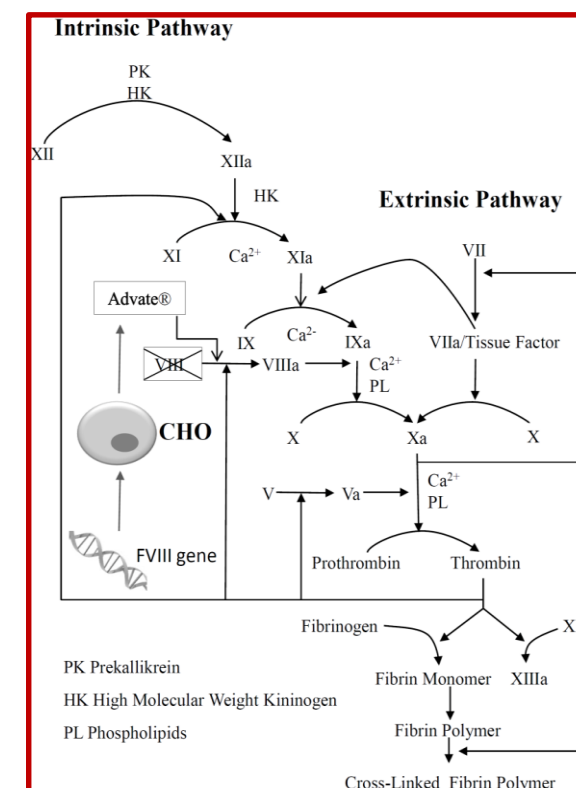 Intrinsic Pathway
PK
HK
XII
XIIa
HK
Extrinsic Pathway
XI
Ca²⁺
XIa
VII
Advate®
IX
Ca²⁻
IXa
VIIa/Tissue Factor
VIII
VIIIa
Ca²⁺
PL
CHO
X
Xa
X
V
Va
Ca²⁺
PL
FVIII gene
Prothrombin
Thrombin
Fibrinogen
X
Fibrin Monomer
XIIIa
PK Prekallikrein
HK High Molecular Weight Kininogen
PL Phospholipids
Fibrin Polymer
Cross-Linked Fibrin Polymer